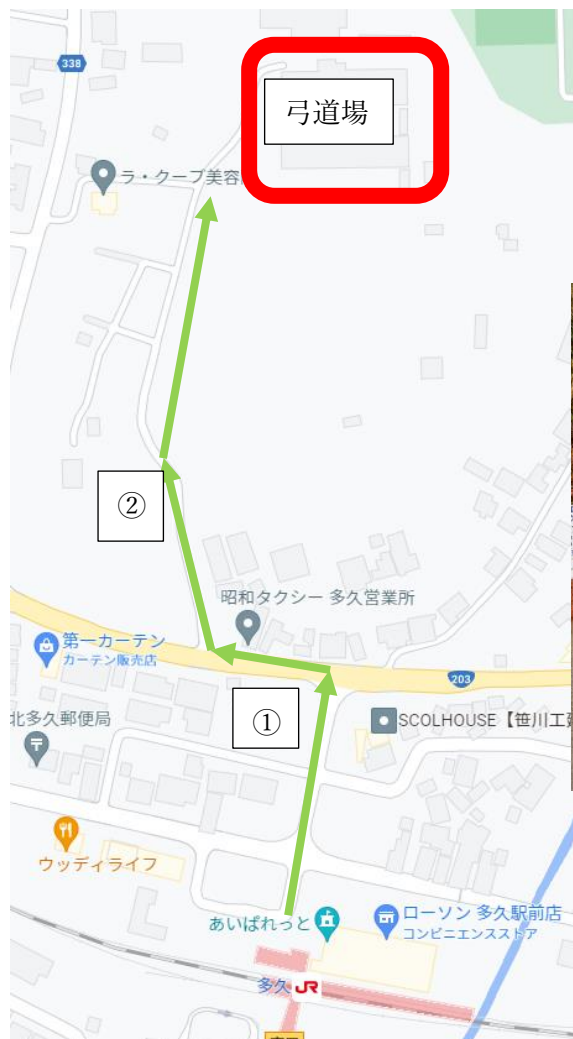 338
弓道場
ラ・クープ美容
②
昭和タクシー 多久営業所
第一カーテン
カーテン販売店
203
①
北多久郵便局
SCOLHOUSE【笹川工
ウッディライフ
あいぱれっと
ローソン 多久駅前店
コンビニエンスストア
多久 JR